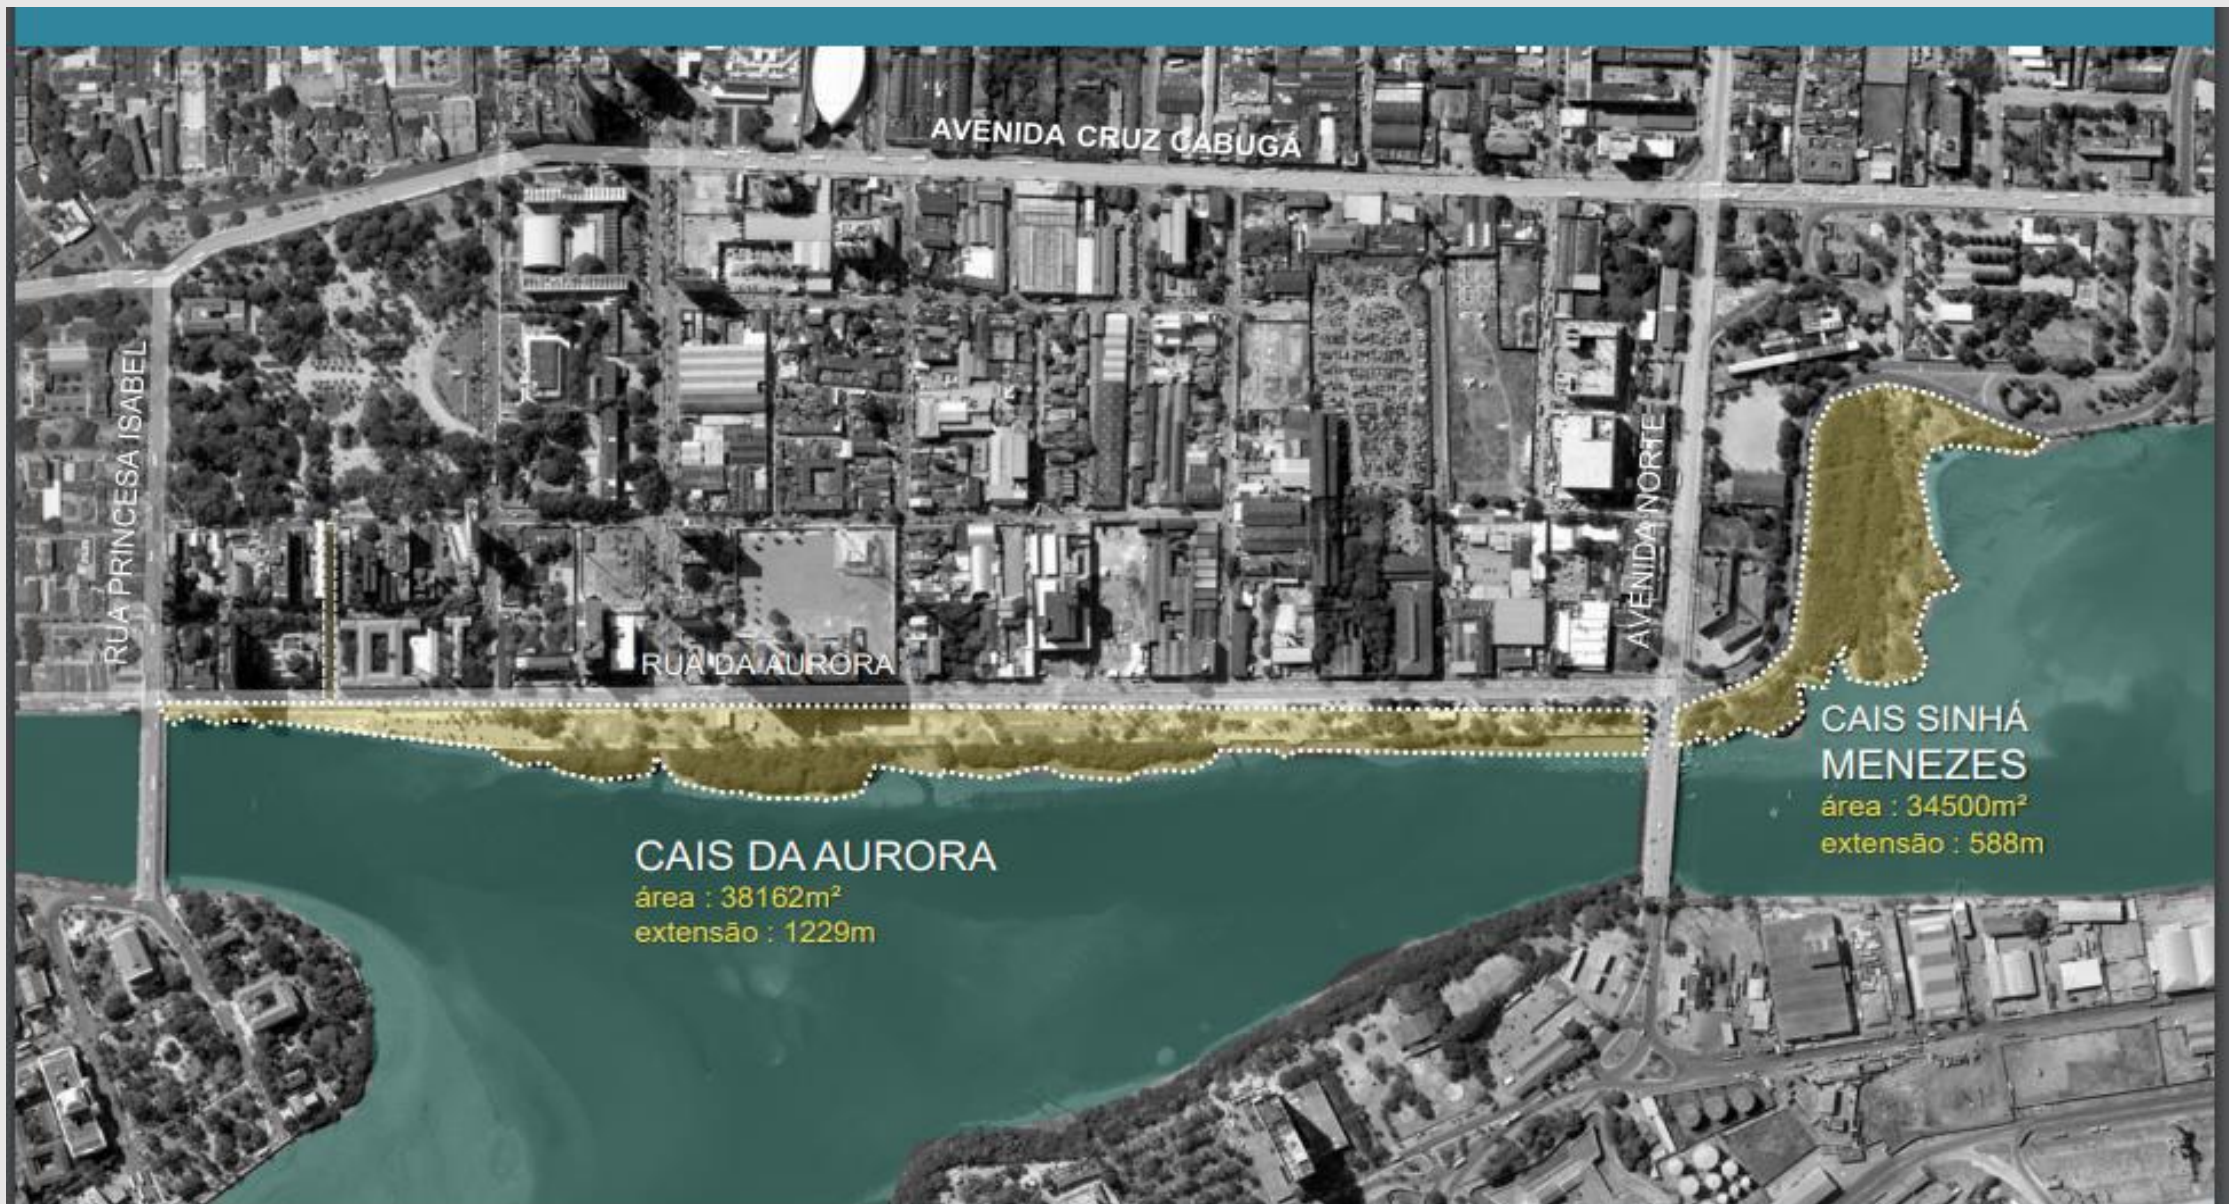 AVENIDA CRUZ CABUGÁ
RUA PRINCESA ISABEL
AVENIDA NORTE
RUA DA AURORA
CAIS SINHÁ
MENEZES
área : 34500m²
extensão : 588m
CAIS DA AURORA
área : 38162m²
extensão : 1229m